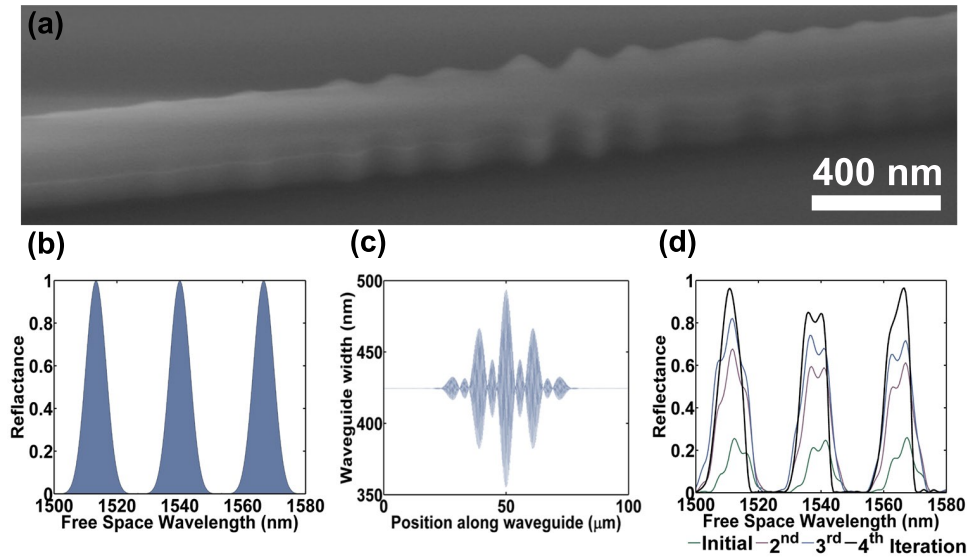 (a)
400 nm
(b)
(c)
(d)
Reflactance
1
0.8
0.6
0.4
0.2
0
1500 1520 1540 1560 1580
Free Space Wavelength (nm)
Waveguide width (nm)
500
450
400
350
0 50 100
Position along waveguide (μm)
Reflectance
1
0.8
0.6
0.4
0.2
0
1500 1520 1540 1560 1580
Free Space Wavelength (nm)
Initial 2nd 3rd 4th Iteration